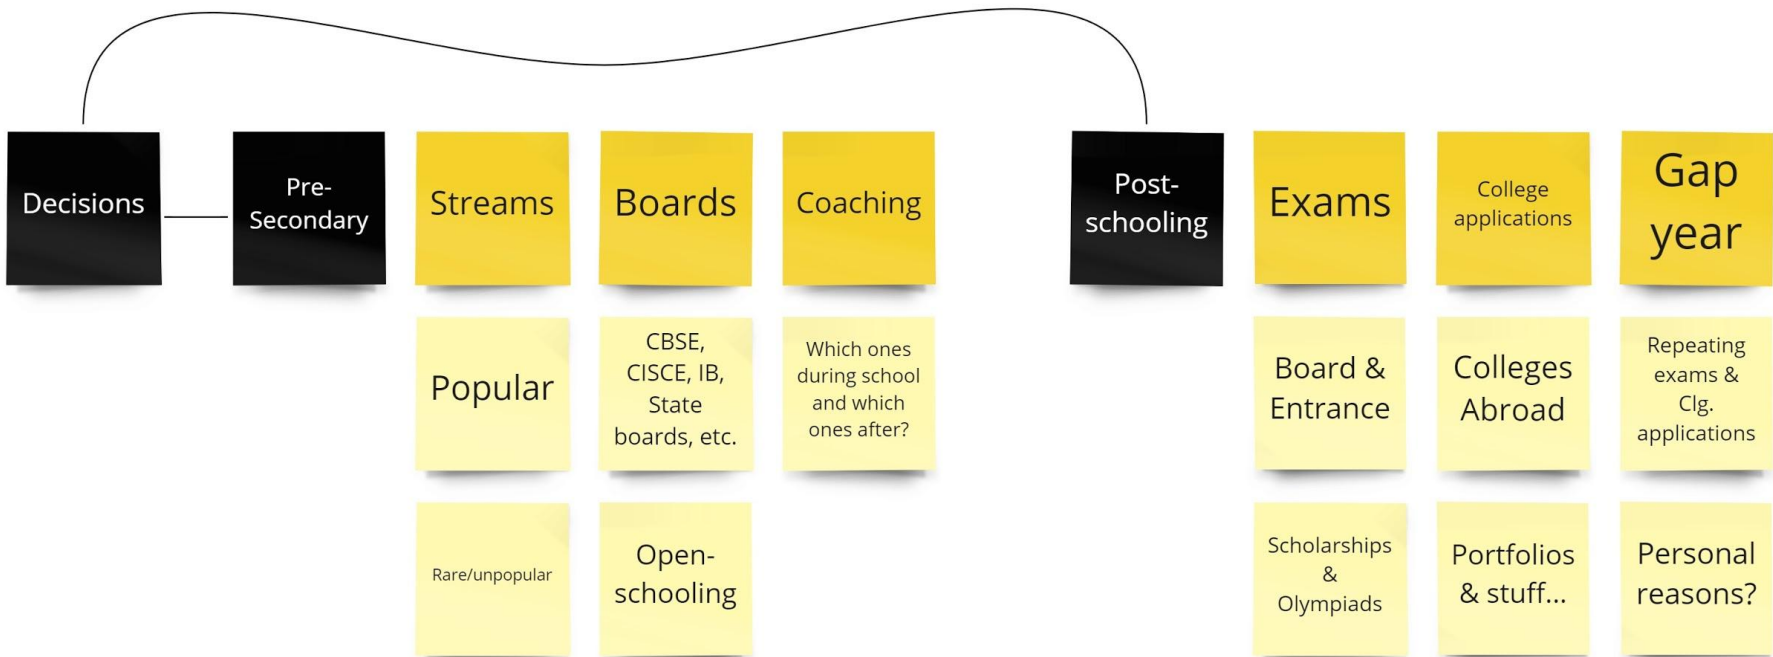 Decisions
Pre-
Secondary
Streams
Boards
Coaching
Post-
schooling
Exams
College
applications
Gap
year
Popular
CBSE,
CISCE, IB,
State
boards, etc.
Which ones
during school
and which
ones after?
Board &
Entrance
Colleges
Abroad
Repeating
exams &
Clg.
applications
Rare/unpopular
Open-
schooling
Scholarships
&
Olympiads
Portfolios
& stuff...
Personal
reasons?